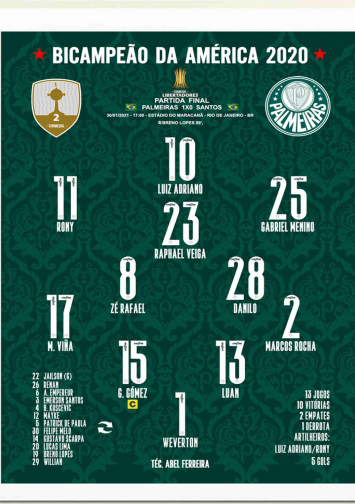 ★ BICAMPEÃO DA AMÉRICA 2020 ★
2
CONMEBOL
LIBERTADORES
PARTIDA FINAL
PALMEIRAS 1X0 SANTOS
30/01/2021 - 17:00 - ESTÁDIO DO MARACANÃ - RIO DE JANEIRO - BR
BRENO LOPES 99'.
PALMEIRAS
10
LUIZ ADRIANO
11
RONY
25
GABRIEL MENINO
23
RAPHAEL VEIGA
8
ZÉ RAFAEL
28
DANILO
17
M. VIÑA
2
MARCOS ROCHA
15
G. GÓMEZ
C
13
LUAN
1
WEVERTON
22 JAILSON (G)
26 RENAN
6 A. EMPEREUR
3 EMERSON SANTOS
4 B. KUSCEVIC
12 MAYKE
5 PATRICK DE PAULA
30 FELIPE MELO
14 GUSTAVO SCARPA
20 LUCAS LIMA
19 BRENO LOPES
29 WILLIAN
13 JOGOS
10 VITÓRIAS
2 EMPATES
1 DERROTA
ARTILHEIROS:
LUIZ ADRIANO/RONY
5 GOLS
TÉC. ABEL FERREIRA